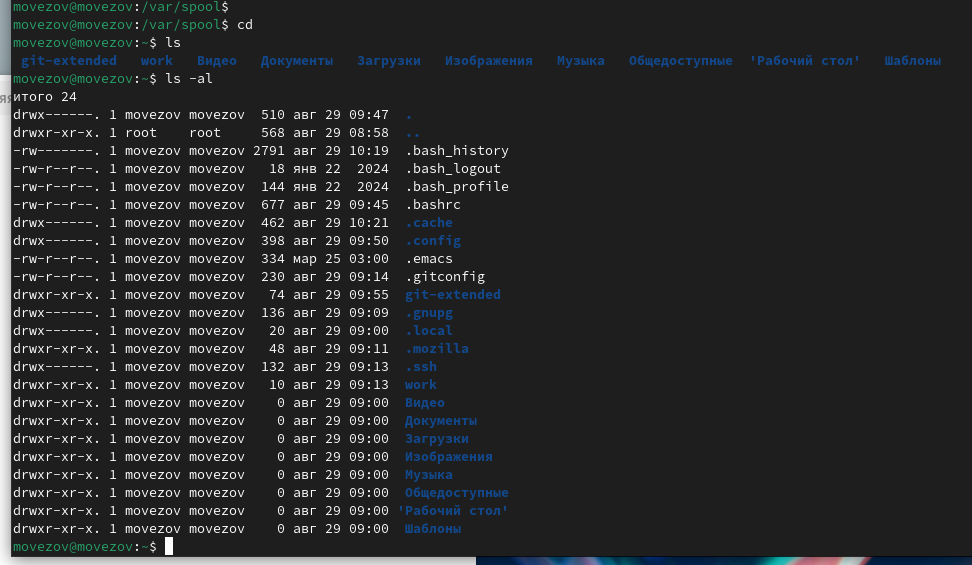 movezov@movezov:/var/spool$
movezov@movezov:/var/spool$ cd
movezov@movezov:~$ ls
git-extended work Видео Документы Загрузки Изображения Музыка Общедоступные 'Рабочий стол' Шаблоны
movezov@movezov:~$ ls -al
итого 24
drwx------. 1 movezov movezov 510 авг 29 09:47 .
drwxr-xr-x. 1 root root 568 авг 29 08:58 ..
-rw-------. 1 movezov movezov 2791 авг 29 10:19 .bash_history
-rw-r--r--. 1 movezov movezov 18 янв 22 2024 .bash_logout
-rw-r--r--. 1 movezov movezov 144 янв 22 2024 .bash_profile
-rw-r--r--. 1 movezov movezov 677 авг 29 09:45 .bashrc
drwx------. 1 movezov movezov 462 авг 29 10:21 .cache
drwx------. 1 movezov movezov 398 авг 29 09:50 .config
-rw-r--r--. 1 movezov movezov 334 мар 25 03:00 .emacs
-rw-r--r--. 1 movezov movezov 230 авг 29 09:14 .gitconfig
drwxr-xr-x. 1 movezov movezov 74 авг 29 09:55 git-extended
drwx------. 1 movezov movezov 136 авг 29 09:09 .gnupg
drwx------. 1 movezov movezov 20 авг 29 09:00 .local
drwxr-xr-x. 1 movezov movezov 48 авг 29 09:11 .mozilla
drwx------. 1 movezov movezov 132 авг 29 09:13 .ssh
drwxr-xr-x. 1 movezov movezov 10 авг 29 09:13 work
drwxr-xr-x. 1 movezov movezov 0 авг 29 09:00 Видео
drwxr-xr-x. 1 movezov movezov 0 авг 29 09:00 Документы
drwxr-xr-x. 1 movezov movezov 0 авг 29 09:00 Загрузки
drwxr-xr-x. 1 movezov movezov 0 авг 29 09:00 Изображения
drwxr-xr-x. 1 movezov movezov 0 авг 29 09:00 Музыка
drwxr-xr-x. 1 movezov movezov 0 авг 29 09:00 Общедоступные
drwxr-xr-x. 1 movezov movezov 0 авг 29 09:00 'Рабочий стол'
drwxr-xr-x. 1 movezov movezov 0 авг 29 09:00 Шаблоны
movezov@movezov:~$